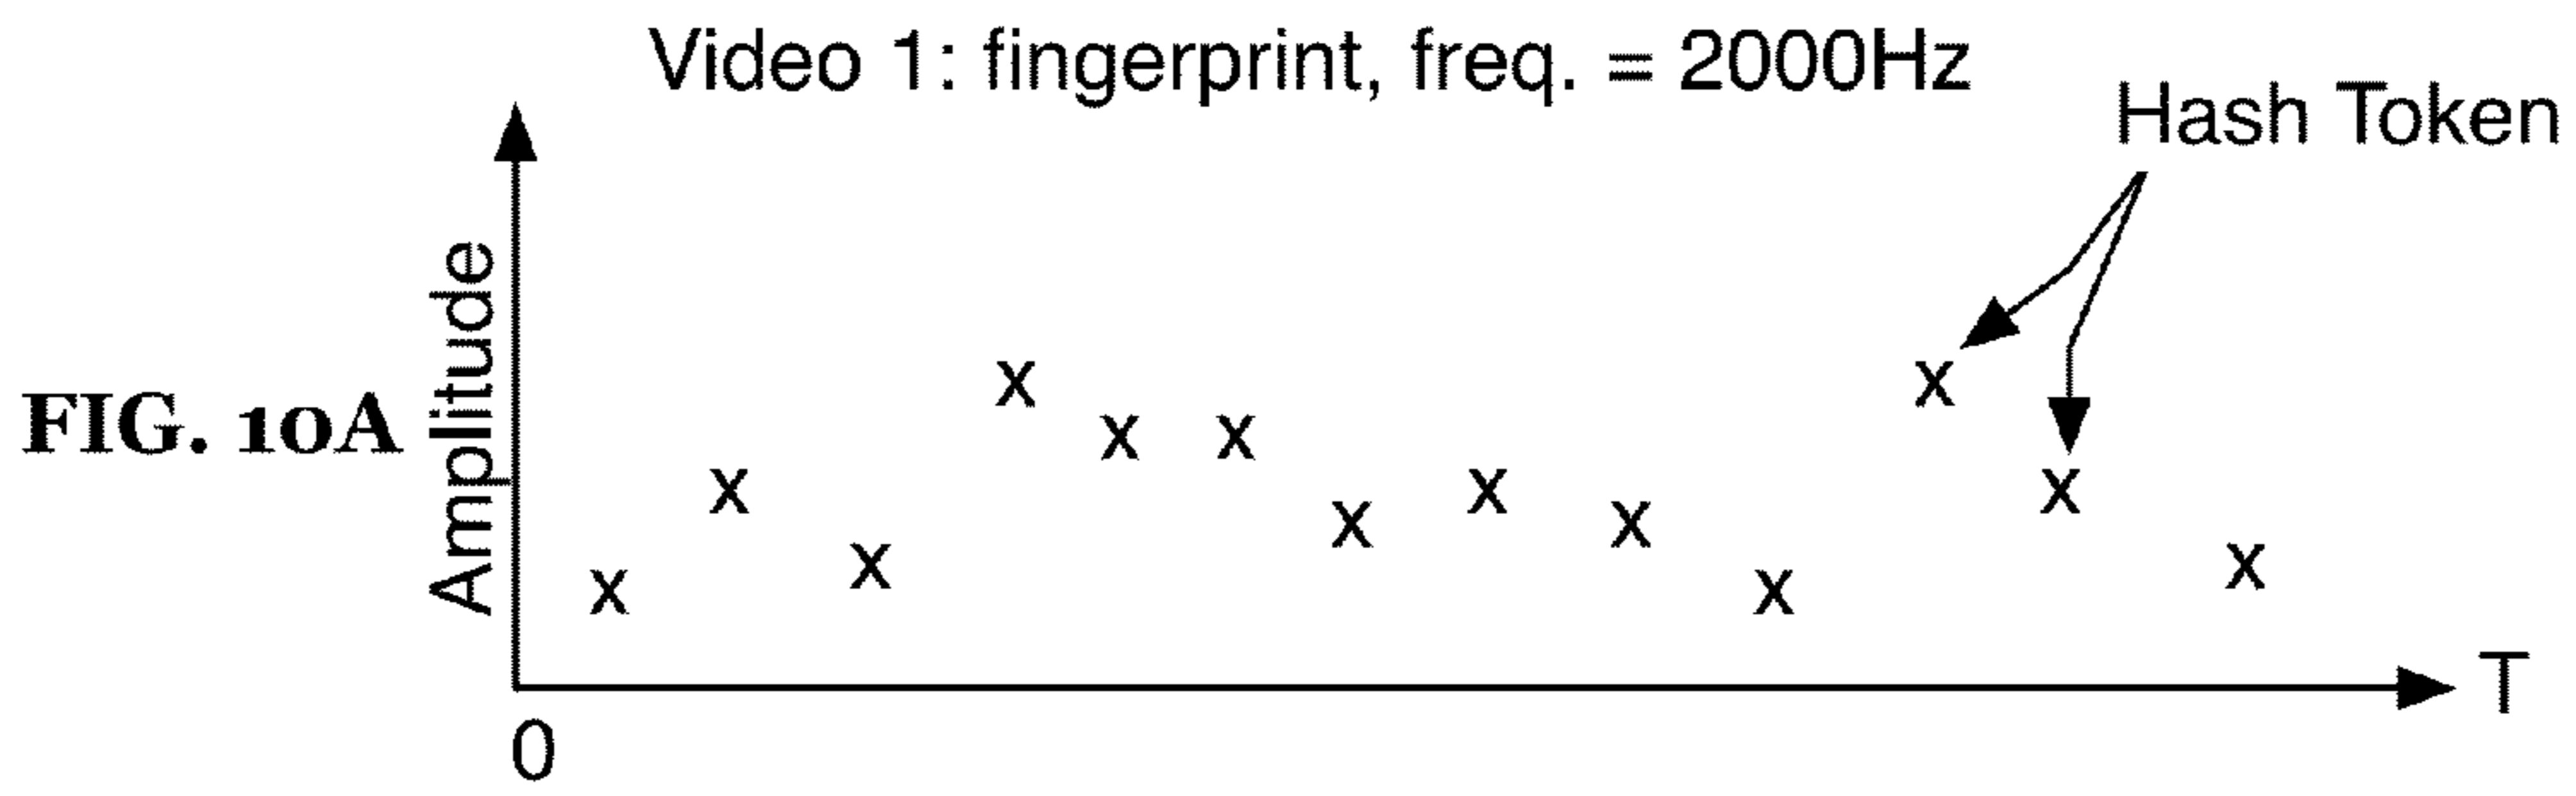 Video 1: fingerprint, freq. = 2000Hz
Hash Token
Amplitude
FIG. 10A
x
x
x
x
x
x
x
x
x
x
x
x
x
T
0